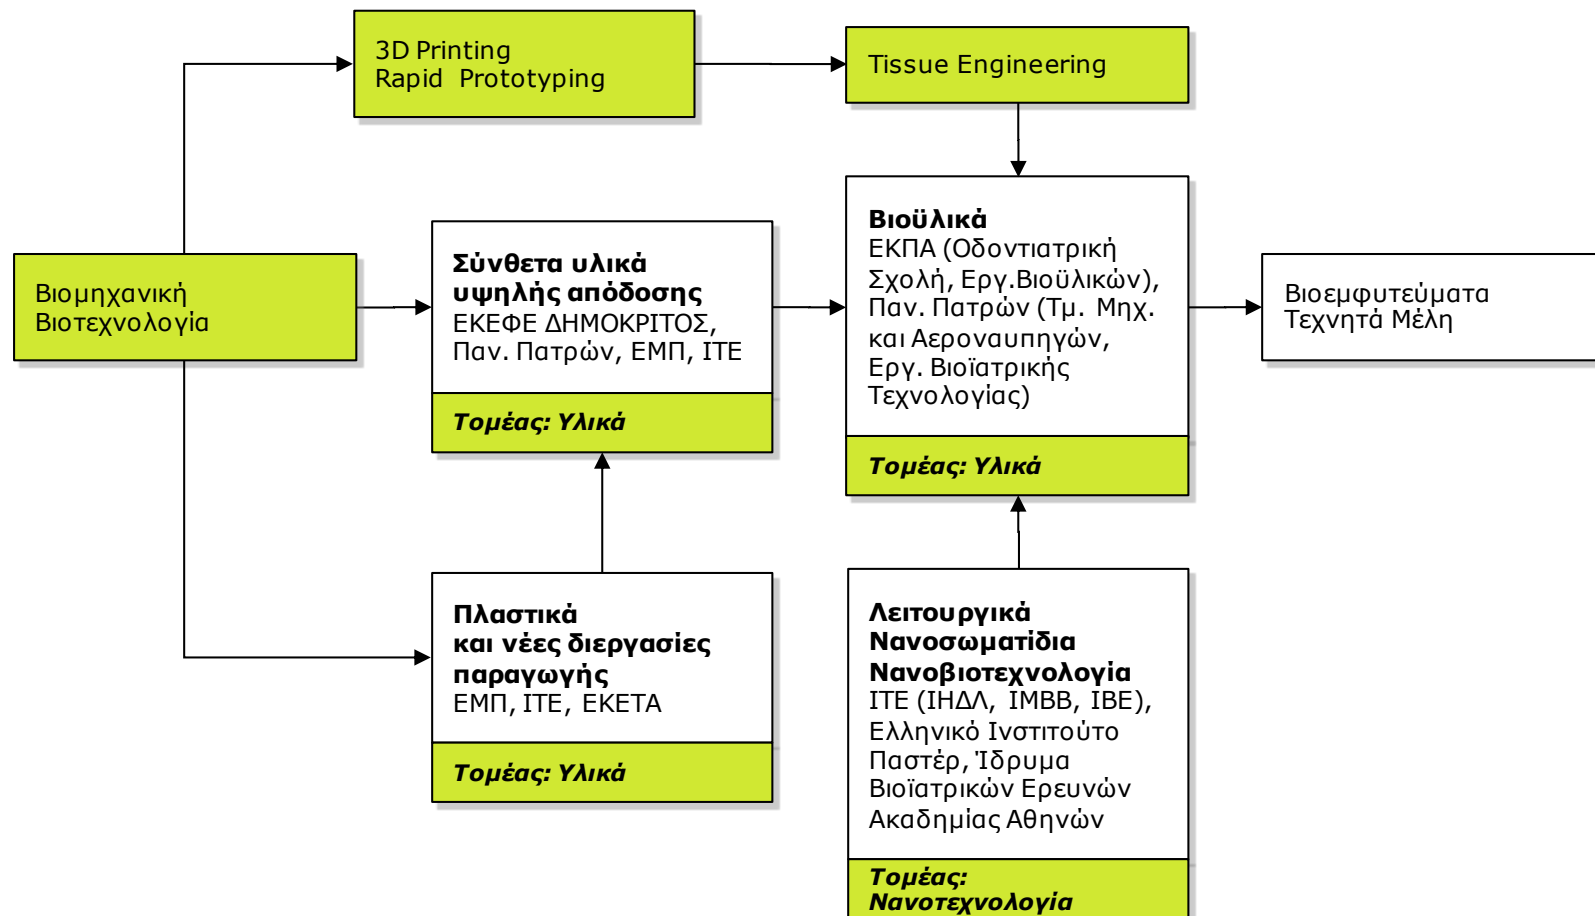 3D Printing
Rapid Prototyping
Tissue Engineering
Βιομηχανική
Βιοτεχνολογία
Σύνθετα υλικά
υψηλής απόδοσης
ΕΚΕΦΕ ΔΗΜΟΚΡΙΤΟΣ,
Παν. Πατρών, ΕΜΠ, ΙΤΕ
Τομέας: Υλικά
Βιοϋλικά
ΕΚΠΑ (Οδοντιατρική
Σχολή, Εργ.Βιοϋλικών),
Παν. Πατρών (Τμ. Μηχ.
και Αεροναυπηγών,
Εργ. Βιοϊατρικής
Τεχνολογίας)
Τομέας: Υλικά
Βιοεμφυτεύματα
Τεχνητά Μέλη
Πλαστικά
και νέες διεργασίες
παραγωγής
ΕΜΠ, ΙΤΕ, ΕΚΕΤΑ
Τομέας: Υλικά
Λειτουργικά
Νανοσωματίδια
Νανοβιοτεχνολογία
ΙΤΕ (ΙΗΔΛ, ΙΜΒΒ, ΙΒΕ),
Ελληνικό Ινστιτούτο
Παστέρ, Ίδρυμα
Βιοϊατρικών Ερευνών
Ακαδημίας Αθηνών
Τομέας:
Νανοτεχνολογία